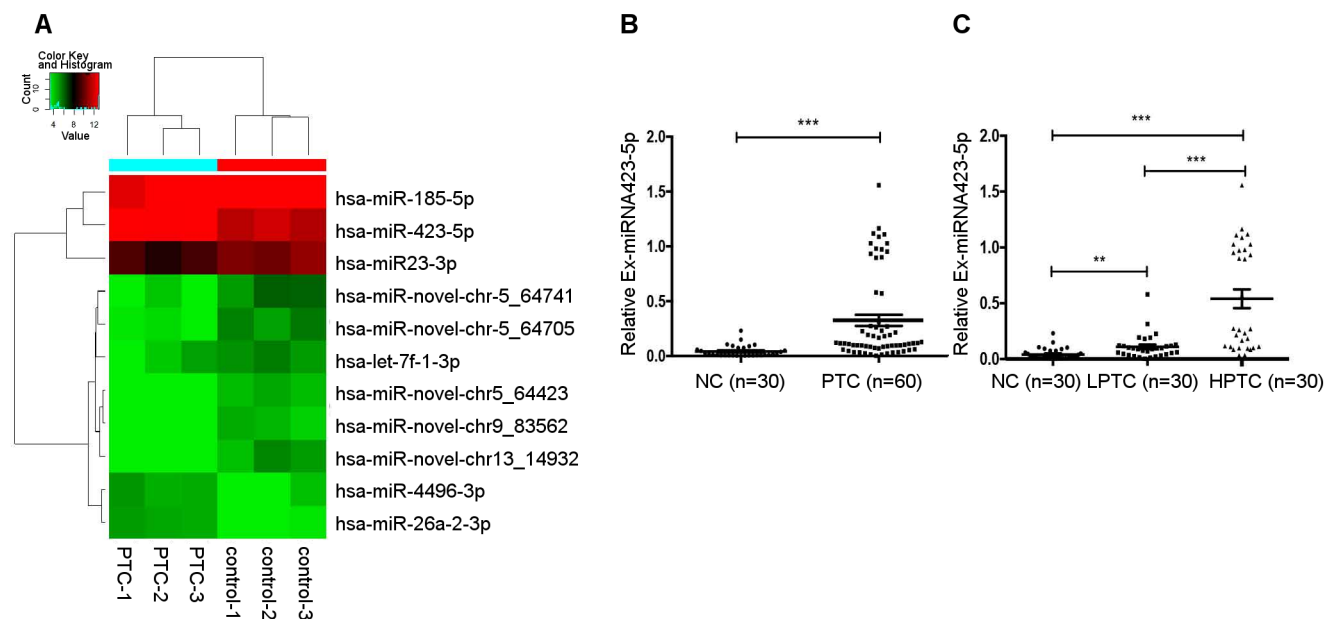 A
Color Key
and Histogram
Count
0 10
4 8 12
Value
hsa-miR-185-5p
hsa-miR-423-5p
hsa-miR23-3p
hsa-miR-novel-chr-5_64741
hsa-miR-novel-chr-5_64705
hsa-let-7f-1-3p
hsa-miR-novel-chr5_64423
hsa-miR-novel-chr9_83562
hsa-miR-novel-chr13_14932
hsa-miR-4496-3p
hsa-miR-26a-2-3p
PTC-1
PTC-2
PTC-3
control-1
control-2
control-3
B
Relative Ex-miRNA423-5p
2.0
1.5
1.0
0.5
0.0
***
NC (n=30)
PTC (n=60)
C
Relative Ex-miRNA423-5p
2.0
1.5
1.0
0.5
0.0
***
***
**
NC (n=30)
LPTC (n=30)
HPTC (n=30)